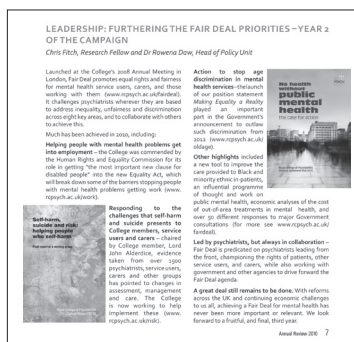 LEADERSHIP: FURTHERING THE FAIR DEAL PRIORITIES – YEAR 2
OF THE CAMPAIGN
Chris Fitch, Research Fellow and Dr Rowena Daw, Head of Policy Unit
Launched at the College's 2008 Annual Meeting in
London, Fair Deal promotes equal rights and fairness
for mental health service users, carers, and those
working with them (www.rcpsych.ac.uk/fairdeal).
It challenges psychiatrists wherever they are based
to address inequality, unfairness and discrimination
across eight key areas, and to collaborate with others
to achieve this.
Much has been achieved in 2010, including:
Helping people with mental health problems get
into employment – the College was commended by
the Human Rights and Equality Commission for its
role in getting "the most important new clause for
disabled people" into the new Equality Act, which
will break down some of the barriers stopping people
with mental health problems getting work (www.
rcpsych.ac.uk/work).
Self-harm,
suicide and risk:
helping people
who self-harm
Responding to the
challenges that self-harm
and suicide presents to
College members, service
users and carers – chaired
by College member, Lord
John Alderdice, evidence
taken from over 1500
psychiatrists, service users,
carers and other groups
has pointed to changes in
assessment, management
and care. The College
is now working to help
implement these (www.
rcpsych.ac.uk/risk).
Action to stop age
discrimination in mental
health services – the launch
of our position statement
Making Equality a Reality
played an important
part in the Government's
announcement to outlaw
such discrimination from
2012 (www.rcpsych.ac.uk/
oldage).
No health
without
public
mental
health
the case for action
Other highlights included
a new tool to improve the
care provided to Black and
minority ethnic in-patients,
an influential programme
of thought and work on
public mental health, economic analyses of the cost
of out-of-area treatments in mental health, and
over 50 different responses to major Government
consultations (for more see www.rcpsych.ac.uk/
fairdeal).
Led by psychiatrists, but always in collaboration –
Fair Deal is predicated on psychiatrists leading from
the front, championing the rights of patients, other
service users, and carers, while also working with
government and other agencies to drive forward the
Fair Deal agenda.
A great deal still remains to be done. With reforms
across the UK and continuing economic challenges
to us all, achieving a Fair Deal for mental health has
never been more important or relevant. We look
forward to a fruitful, and final, third year.
Annual Review 2010 7